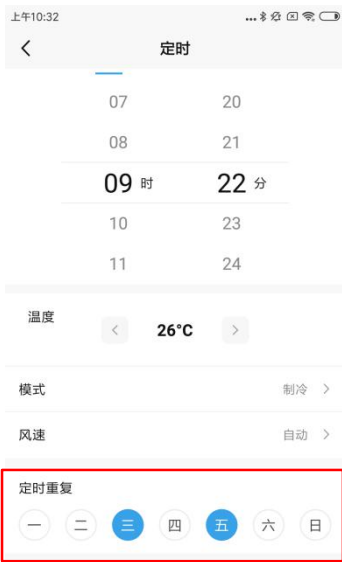 上午10:32
定时
07 20
08 21
09 时 22 分
10 23
11 24
温度 26°C
模式 制冷
风速 自动
定时重复
一 二 三 四 五 六 日